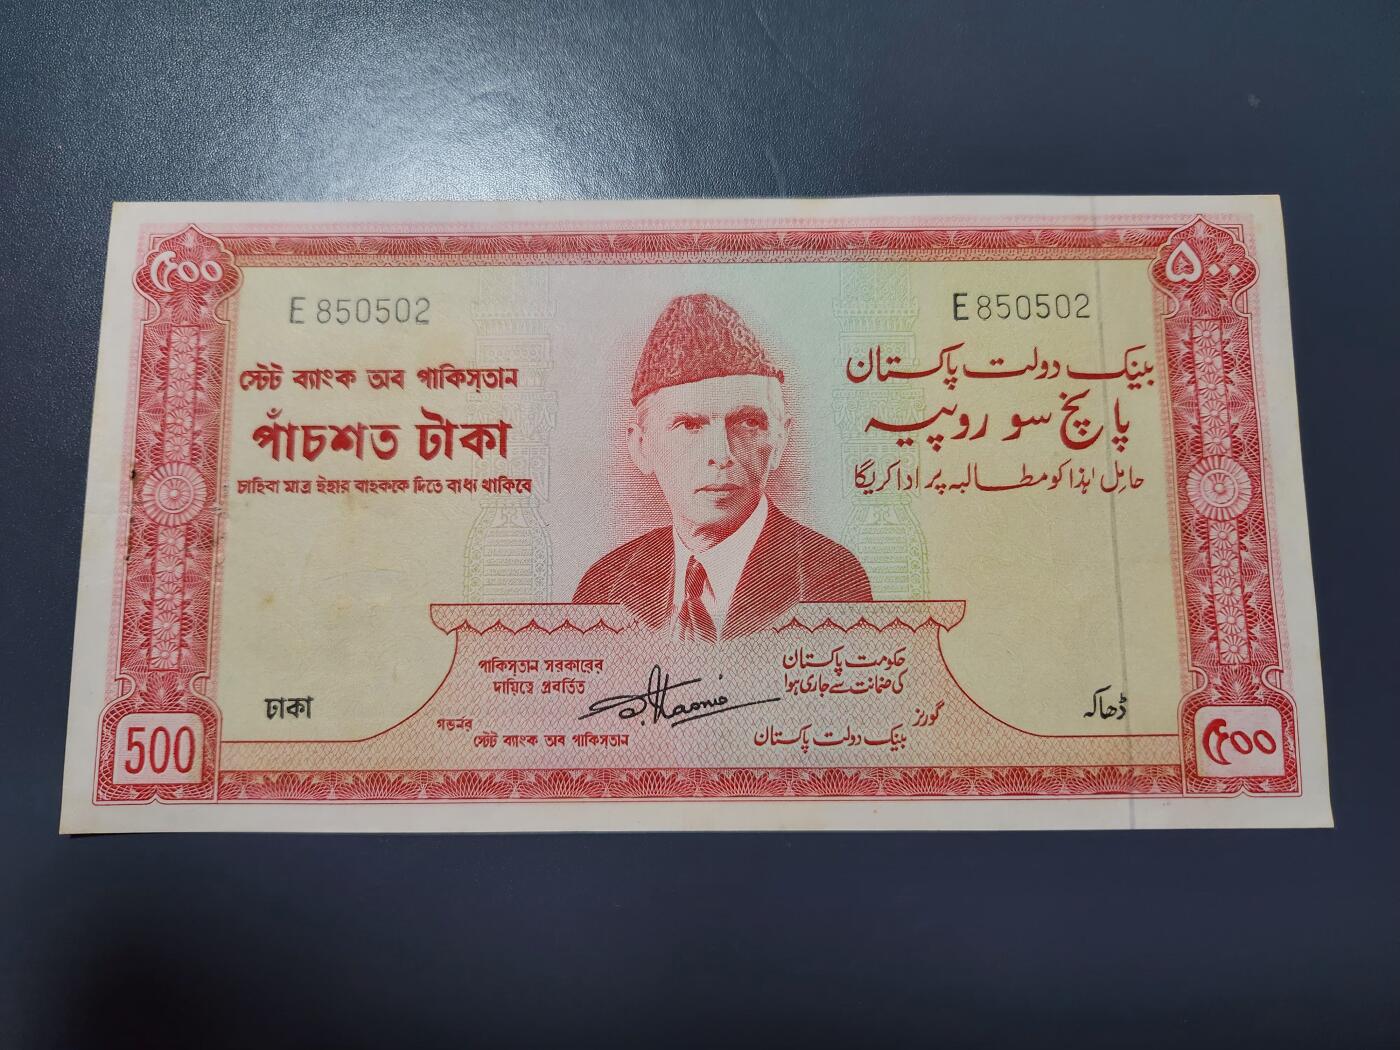 ৫০০
۵۰۰
E 850502
E 850502
স্টেট ব্যাংক অব পাকিস্তান
পাঁচশত টাকা
চাহিবা মাত্র ইহার বাহককে দিতে বাধ্য থাকিবে
بینک دولت پاکستان
پانچ سو روپیہ
حامل ہذا کو مطالبہ پر ادا کریگا
পাকিস্তান সরকারের
দায়িত্বে প্রবর্তিত
حکومت پاکستان
کی ضمانت سے جاری ہوا
ঢাকা
ڈھاکہ
গভর্নর
স্টেট ব্যাংক অব পাকিস্তান
گورنر
بینک دولت پاکستان
500
৫০০